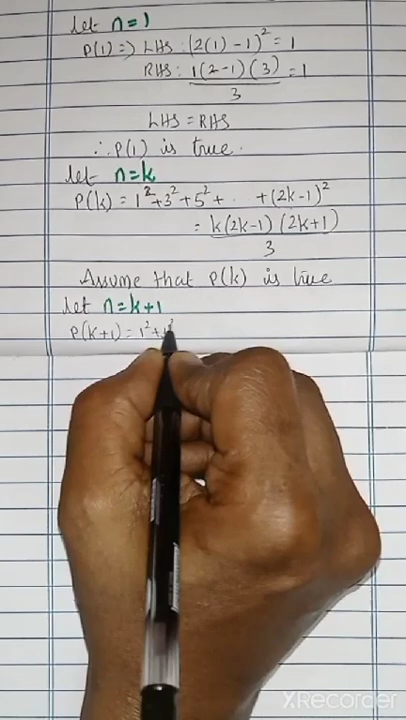 let n=1
P(1)=> LHS : (2(1) -1)² = 1
RHS : 1(2-1)(3) = 1
3
LHS = RHS
∴ P(1) is true.
let n=k
P(k) = 1²+3²+5²+ . . +(2k-1)²
= k(2k-1)(2k+1)
3
Assume that P(k) is true
let n=k+1
P(k+1) = 1²+
XRecorder